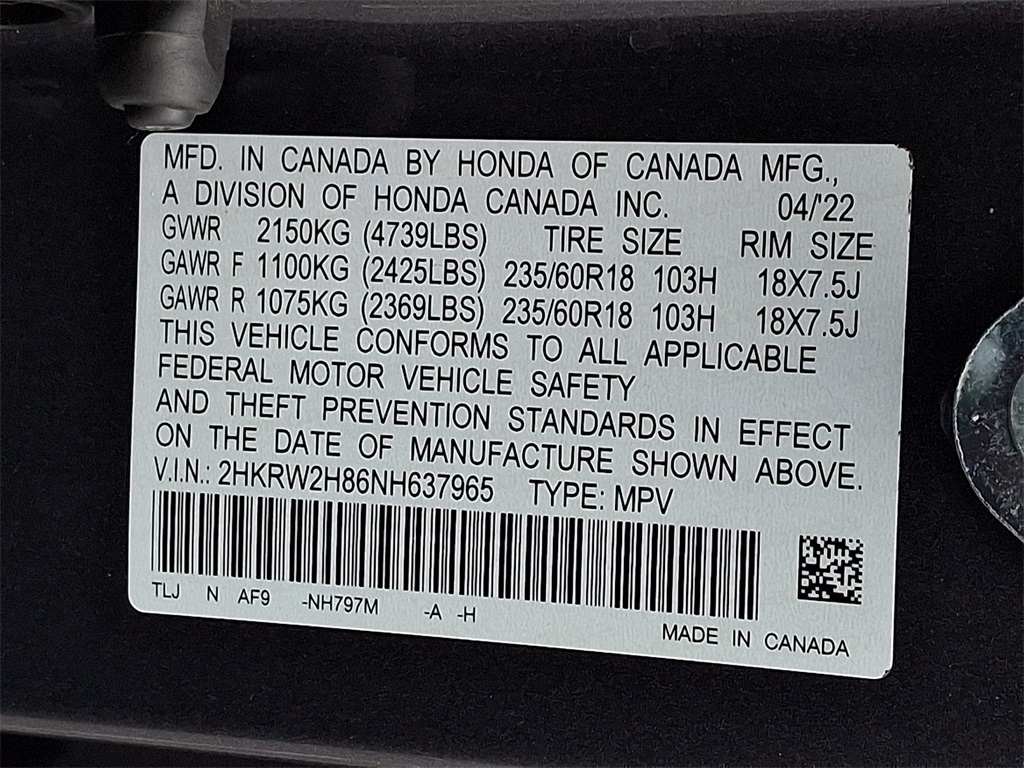 MFD. IN CANADA BY HONDA OF CANADA MFG.,
A DIVISION OF HONDA CANADA INC. 04/'22
GVWR 2150KG (4739LBS) TIRE SIZE RIM SIZE
GAWR F 1100KG (2425LBS) 235/60R18 103H 18X7.5J
GAWR R 1075KG (2369LBS) 235/60R18 103H 18X7.5J
THIS VEHICLE CONFORMS TO ALL APPLICABLE
FEDERAL MOTOR VEHICLE SAFETY
AND THEFT PREVENTION STANDARDS IN EFFECT
ON THE DATE OF MANUFACTURE SHOWN ABOVE.
V.I.N.: 2HKRW2H86NH637965 TYPE: MPV
TLJ N AF9 -NH797M -A -H
MADE IN CANADA